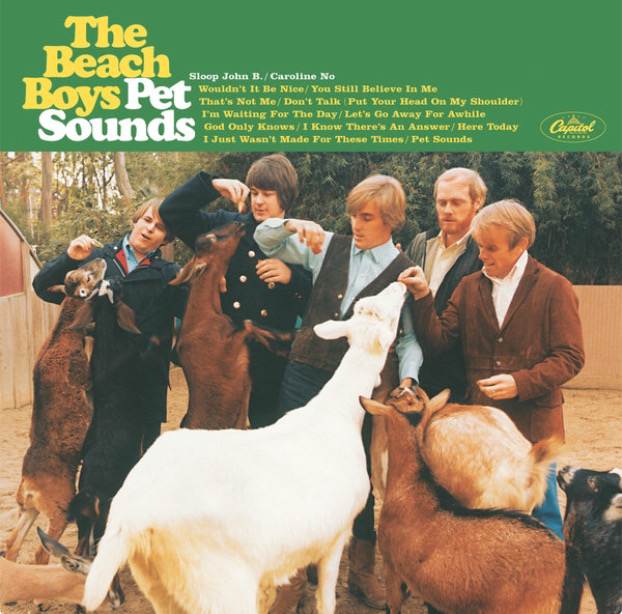 The
Beach
Boys Pet
Sounds
Sloop John B. / Caroline No
Wouldn't It Be Nice / You Still Believe In Me
That's Not Me / Don't Talk (Put Your Head On My Shoulder)
I'm Waiting For The Day / Let's Go Away For Awhile
God Only Knows / I Know There's An Answer / Here Today
I Just Wasn't Made For These Times / Pet Sounds
Capitol
RECORDS